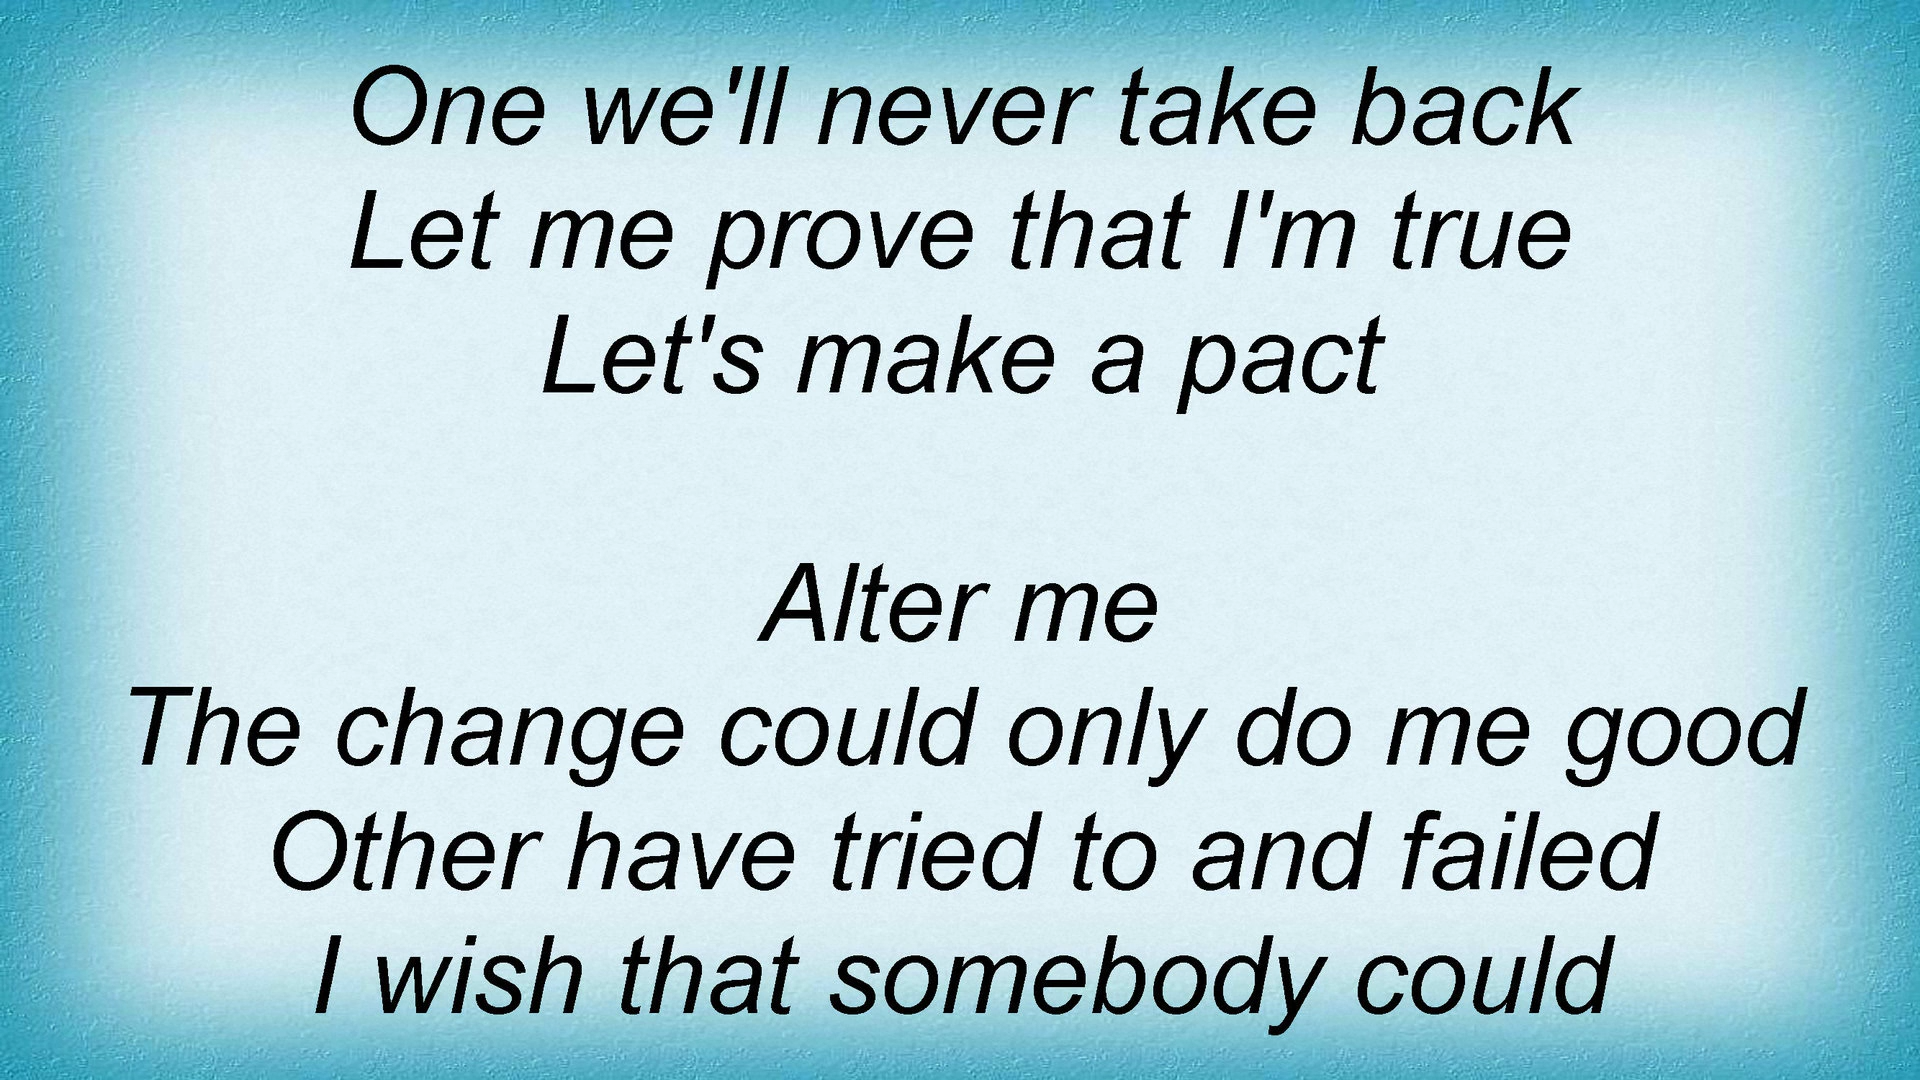 One we'll never take back
Let me prove that I'm true
Let's make a pact
Alter me
The change could only do me good
Other have tried to and failed
I wish that somebody could